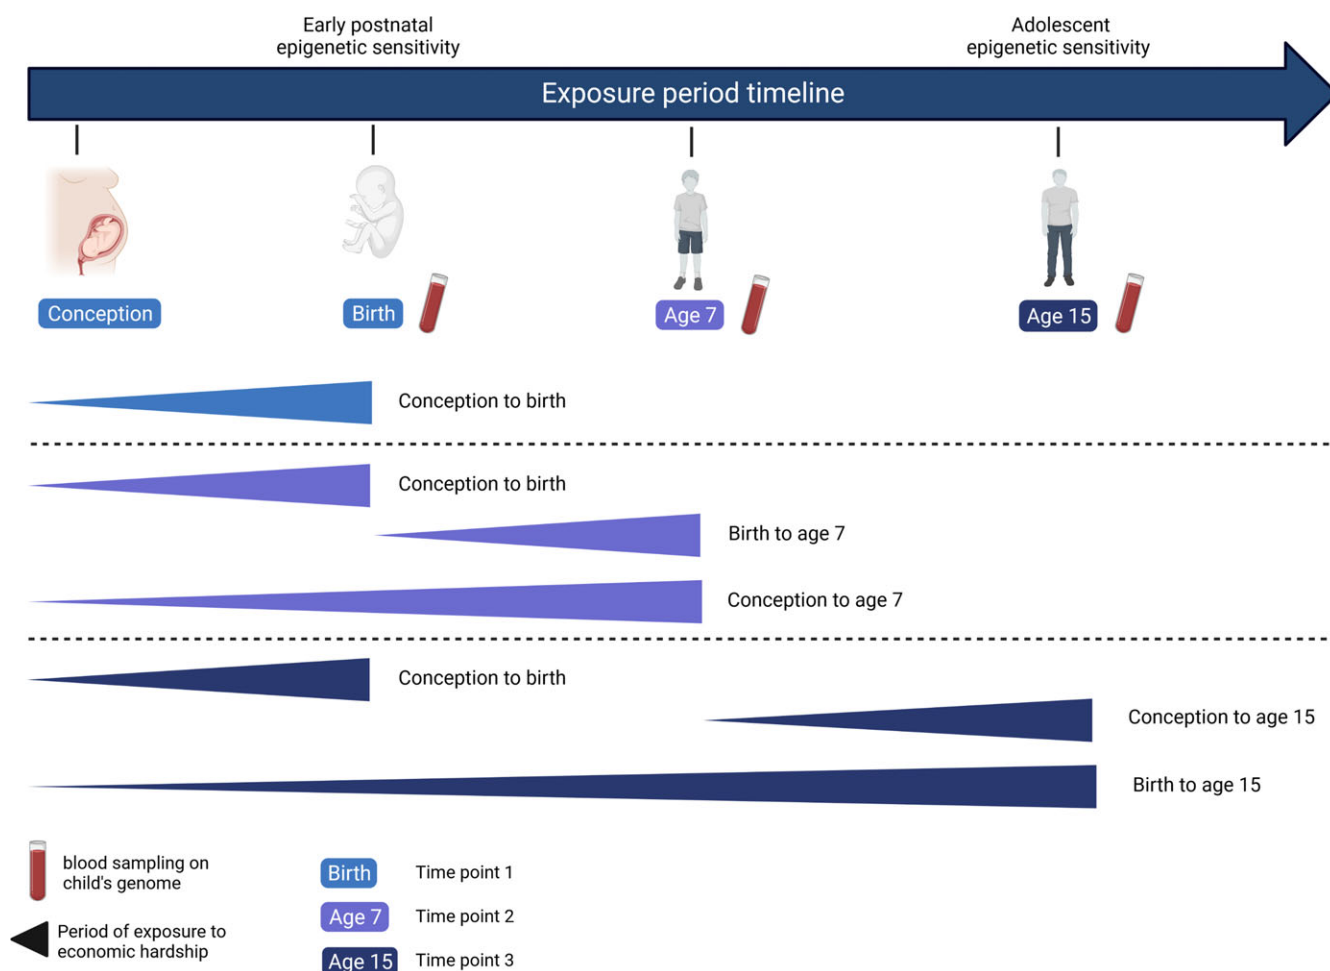 Early postnatal
epigenetic sensitivity
Adolescent
epigenetic sensitivity
Exposure period timeline
Conception
Birth
Age 7
Age 15
Conception to birth
Conception to birth
Birth to age 7
Conception to age 7
Conception to birth
Conception to age 15
Birth to age 15
blood sampling on
child's genome
Period of exposure to
economic hardship
Birth
Time point 1
Age 7
Time point 2
Age 15
Time point 3